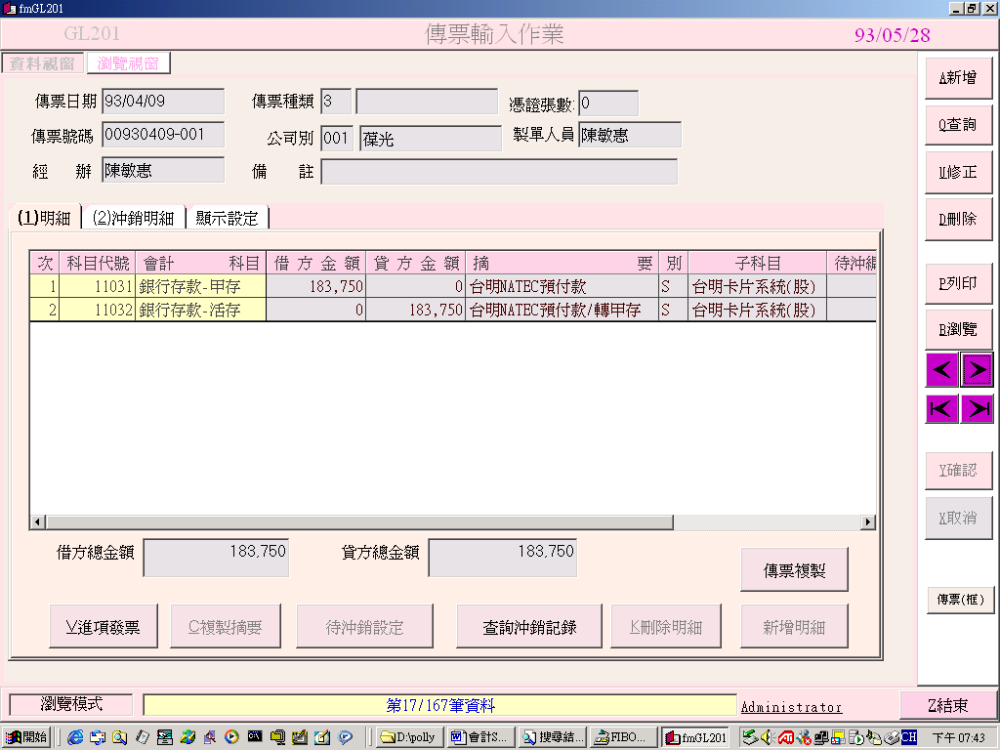 fmGL201
GL201 傳票輸入作業 93/05/28
資料視窗 瀏覽視窗
傳票日期 93/04/09 傳票種類 3 憑證張數: 0
傳票號碼 00930409-001 公司別 001 葆光 製單人員 陳敏惠
經 辦 陳敏惠 備 註
(1)明細 (2)沖銷明細 顯示設定
次 科目代號 會計 科目 借 方 金 額 貸 方 金 額 摘 要 別 子科目 待沖銷
1 11031 銀行存款-甲存 183,750 0 台明NATEC預付款 S 台明卡片系統(股)
2 11032 銀行存款-活存 0 183,750 台明NATEC預付款/轉甲存 S 台明卡片系統(股)
借方總金額 183,750 貸方總金額 183,750
傳票複製
V進項發票 C複製摘要 待沖銷設定 查詢沖銷記錄 K刪除明細 新增明細
A新增
Q查詢
U修正
D刪除
P列印
B瀏覽
Y確認
X取消
傳票(框)
瀏覽模式 第17/167筆資料 Administrator Z結束
開始 D:\polly 會計S... 搜尋結... FIBO... fmGL201 CH 下午 07:43